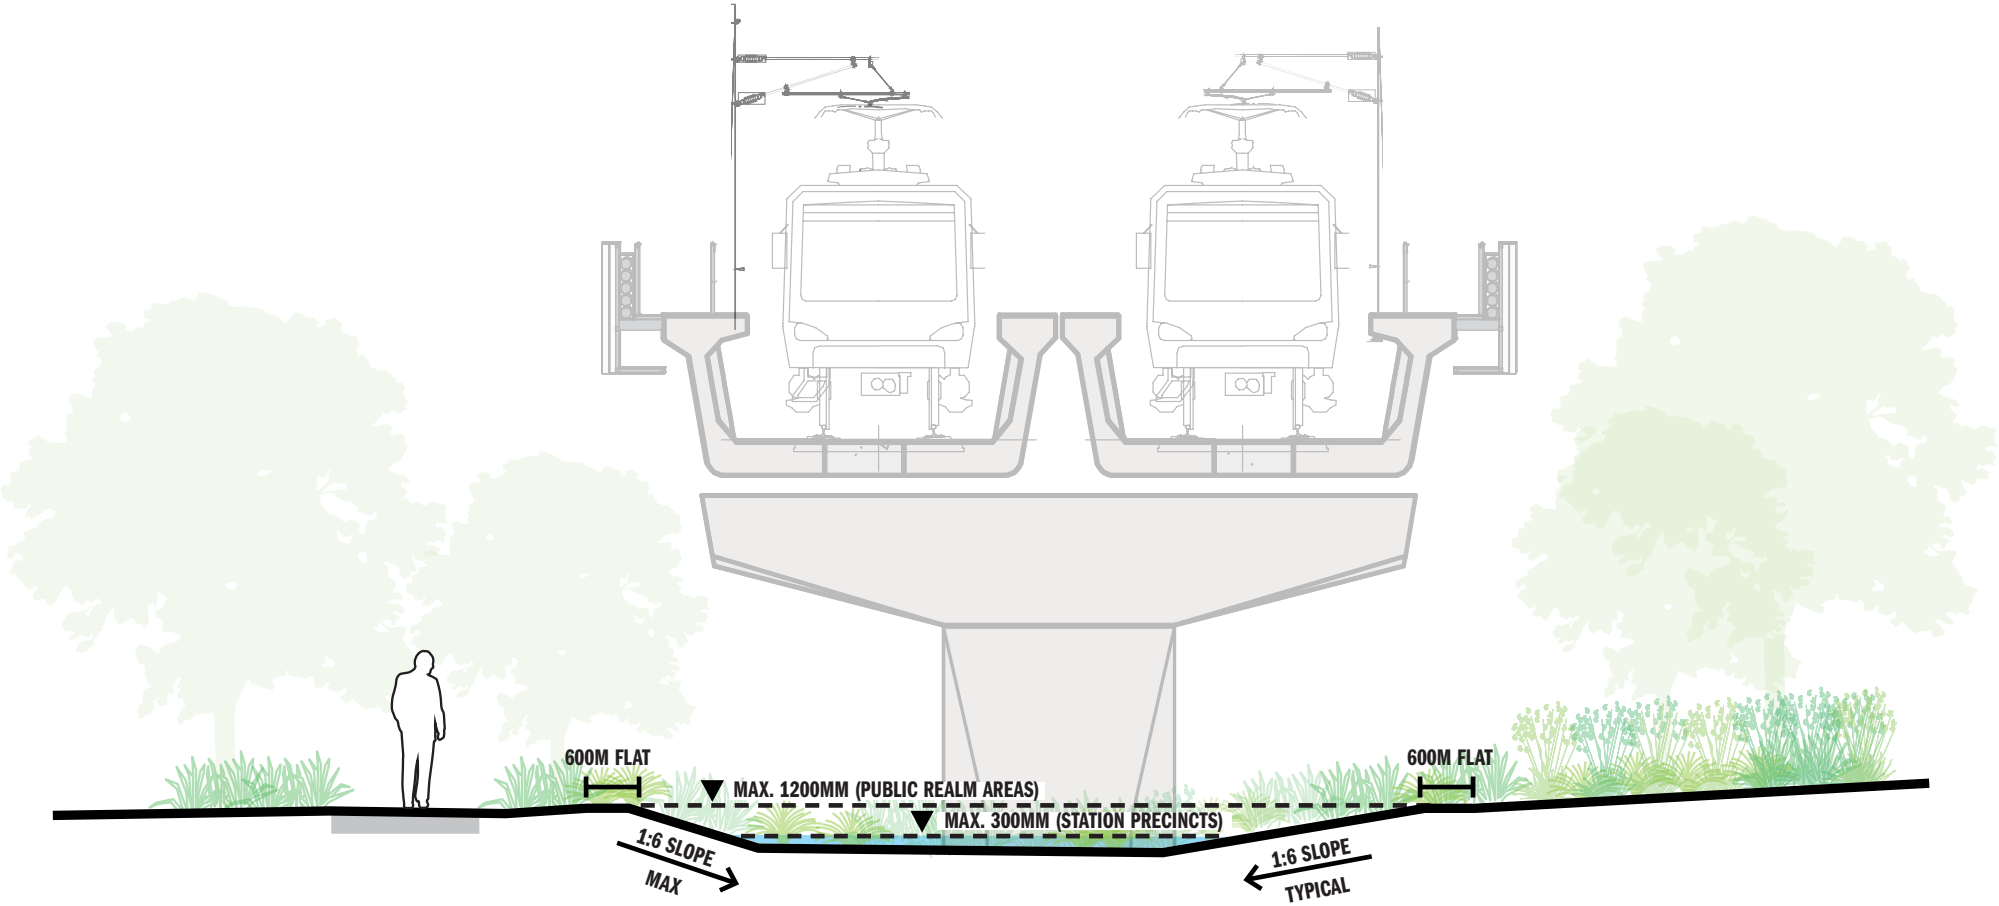 600M FLAT
600M FLAT
MAX. 1200MM (PUBLIC REALM AREAS)
MAX. 300MM (STATION PRECINCTS)
1:6 SLOPE
MAX
1:6 SLOPE
TYPICAL